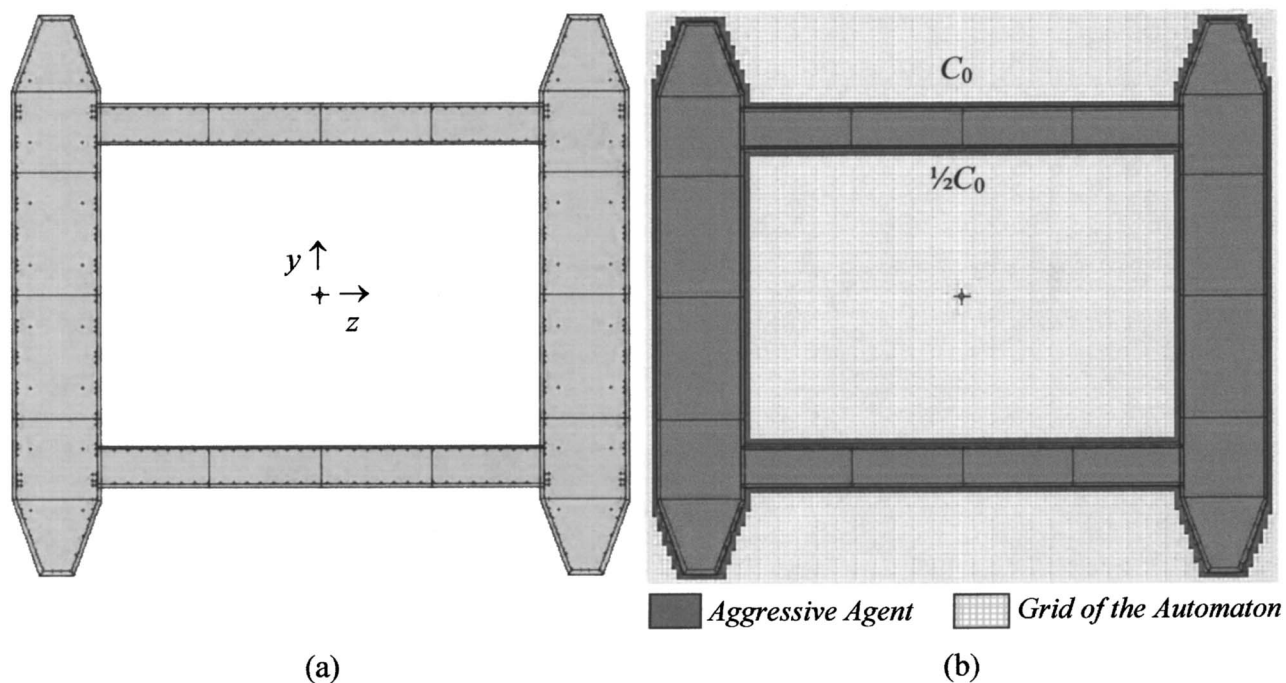 C₀
½C₀
y ↑
→
z
Aggressive Agent
Grid of the Automaton
(a)
(b)